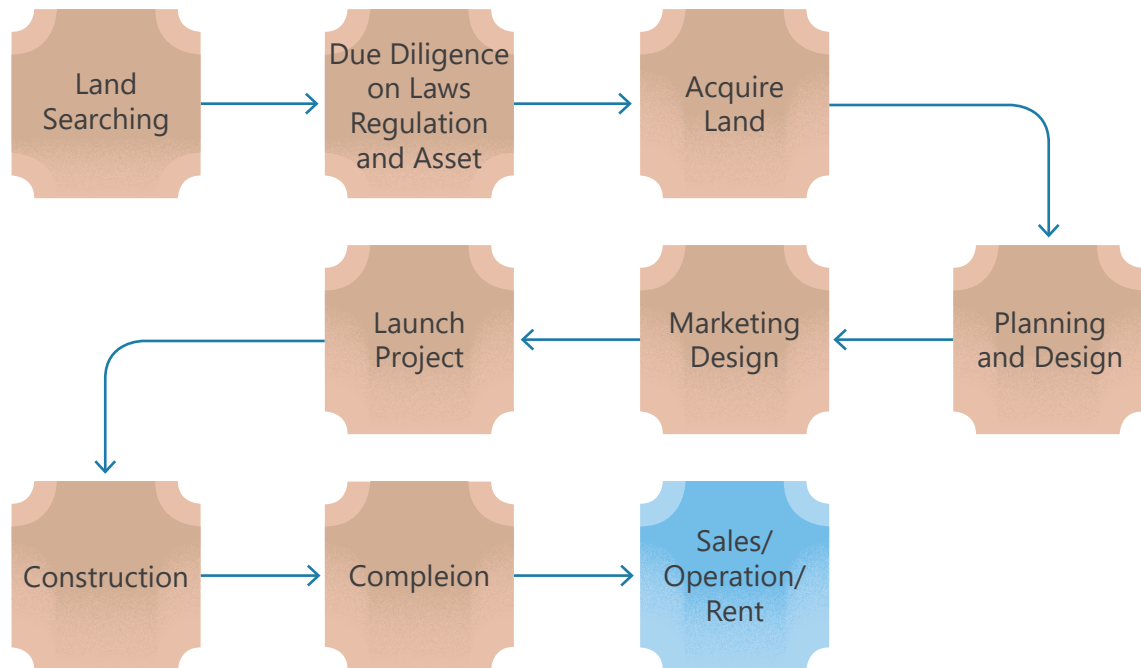 Land
Searching
Due Diligence
on Laws
Regulation
and Asset
Acquire
Land
Planning
and Design
Marketing
Design
Launch
Project
Construction
Compleion
Sales/
Operation/
Rent